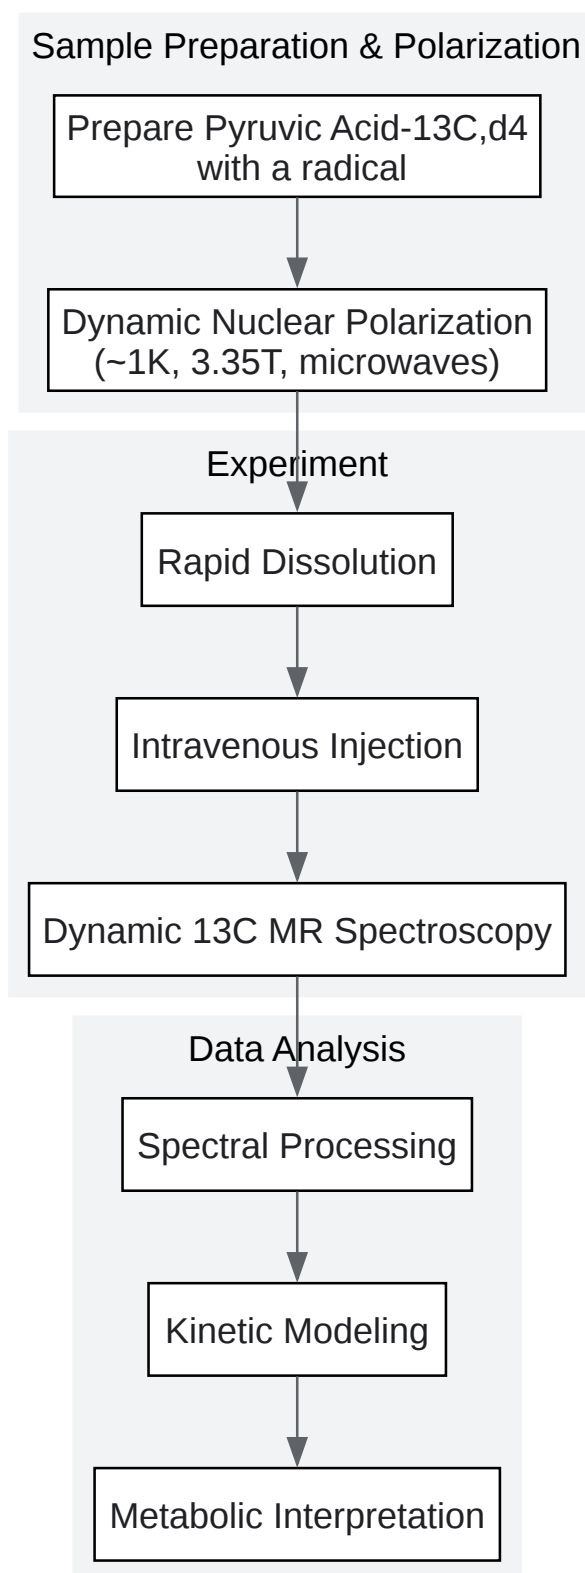 Sample Preparation & Polarization
Prepare Pyruvic Acid-13C,d4
with a radical
Dynamic Nuclear Polarization
(~1K, 3.35T, microwaves)
Experiment
Rapid Dissolution
Intravenous Injection
Dynamic 13C MR Spectroscopy
Data Analysis
Spectral Processing
Kinetic Modeling
Metabolic Interpretation